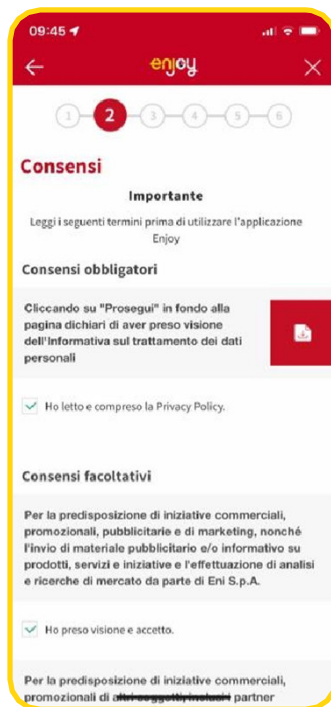 09:45
enjoy
1 2 3 4 5 6
Consensi
Importante
Leggi i seguenti termini prima di utilizzare l'applicazione
Enjoy
Consensi obbligatori
Cliccando su "Prosegui" in fondo alla
pagina dichiari di aver preso visione
dell'Informativa sul trattamento dei dati
personali
Ho letto e compreso la Privacy Policy.
Consensi facoltativi
Per la predisposizione di iniziative commerciali,
promozionali, pubblicitarie e di marketing, nonché
l'invio di materiale pubblicitario e/o informativo su
prodotti, servizi e iniziative e l'effettuazione di analisi
e ricerche di mercato da parte di Eni S.p.A.
Ho preso visione e accetto.
Per la predisposizione di iniziative commerciali,
promozionali di altri soggetti, inclusi partner